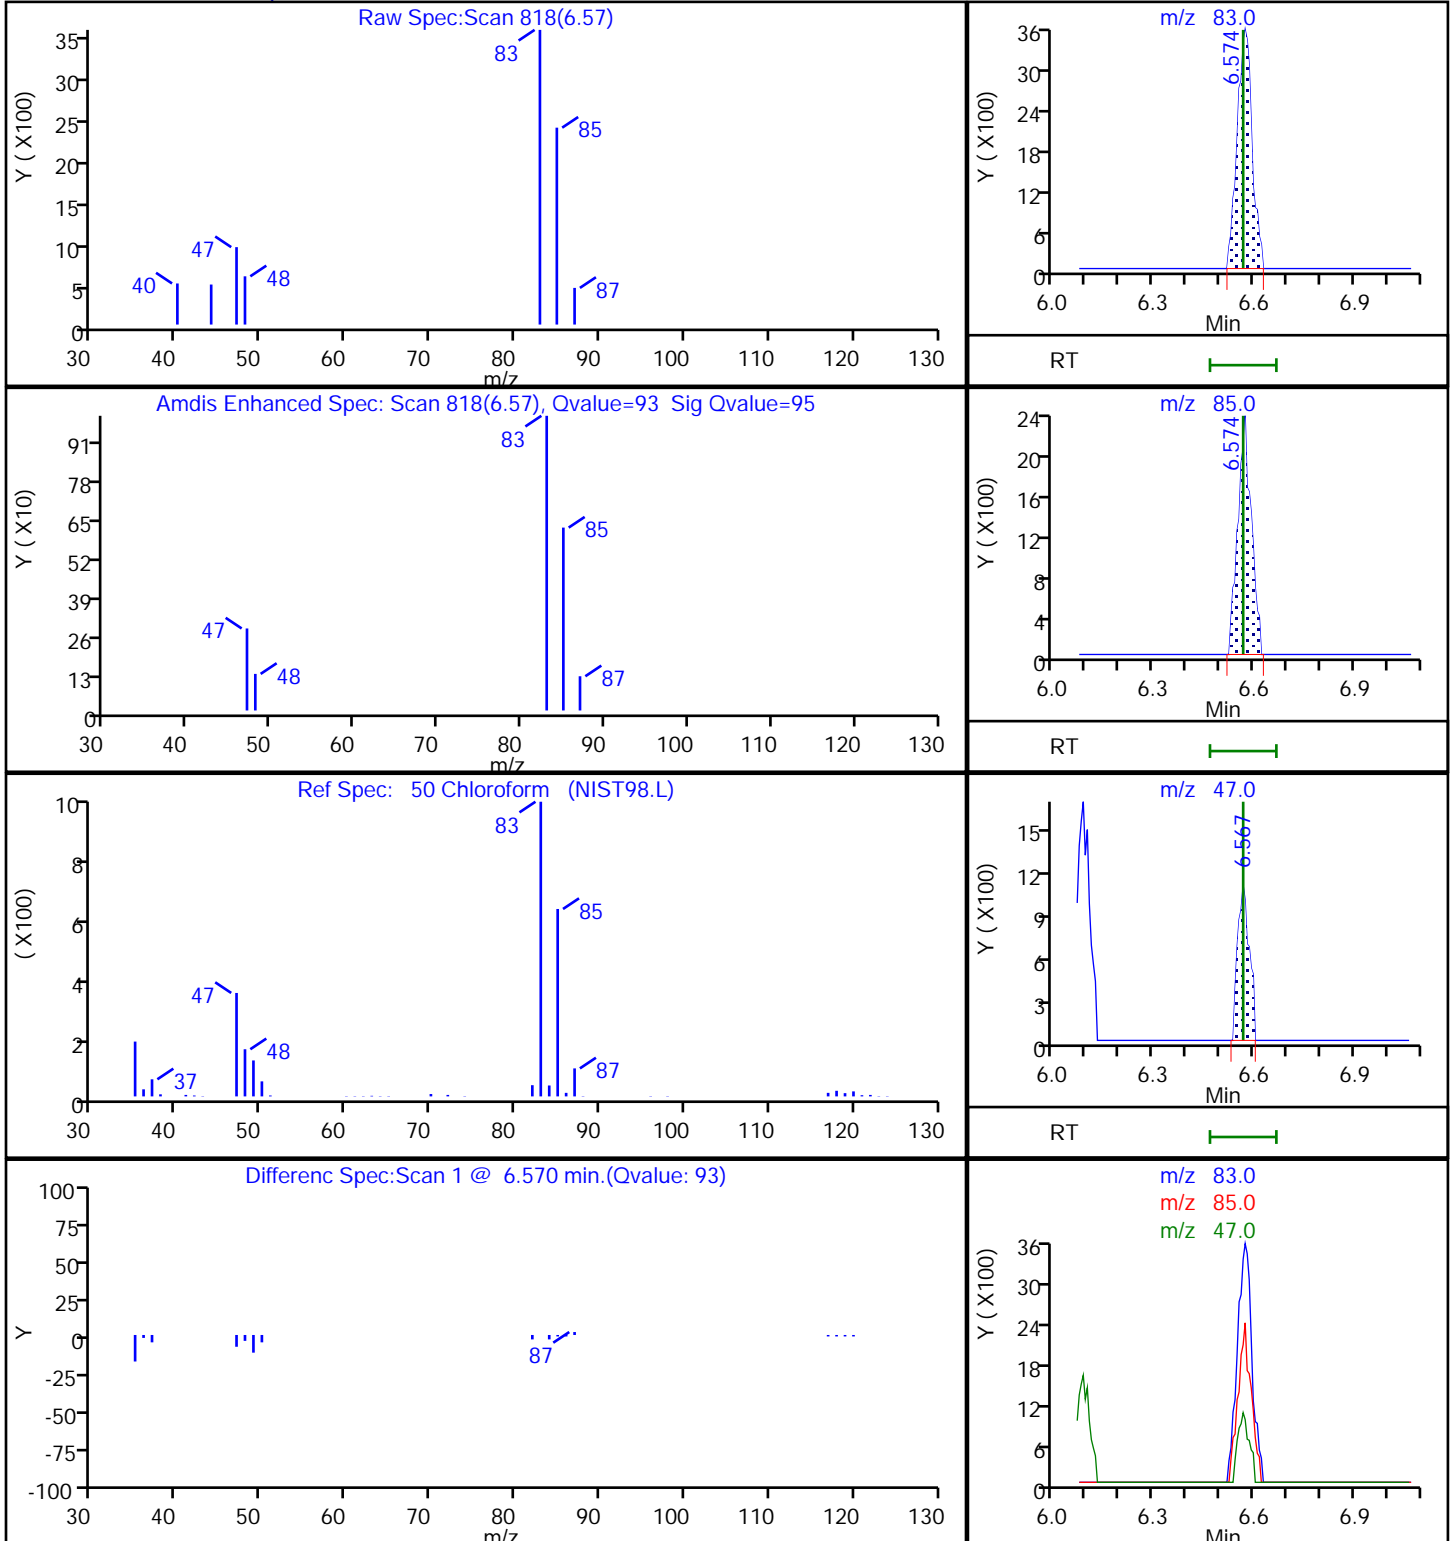 Raw Spec:Scan 818(6.57)
Y ( X100)
35
30
25
20
15
10
5
0
83
85
47
48
40
87
30 40 50 60 70 80 90 100 110 120 130
m/z
m/z 83.0
Y ( X100)
36
30
24
18
12
6
0
6.574
6.0 6.3 6.6 6.9
Min
RT
Amdis Enhanced Spec: Scan 818(6.57), Qvalue=93 Sig Qvalue=95
Y ( X10)
91
78
65
52
39
26
13
0
83
85
47
48
87
30 40 50 60 70 80 90 100 110 120 130
m/z
m/z 85.0
Y ( X100)
24
20
16
12
8
4
0
6.574
6.0 6.3 6.6 6.9
Min
RT
Ref Spec: 50 Chloroform (NIST98.L)
( X100)
10
8
6
4
2
0
83
85
47
48
37
87
30 40 50 60 70 80 90 100 110 120 130
m/z 47.0
Y ( X100)
15
12
9
6
3
0
6.567
6.0 6.3 6.6 6.9
Min
RT
Differenc Spec:Scan 1 @ 6.570 min.(Qvalue: 93)
Y
100
75
50
25
0
-25
-50
-75
-100
87
30 40 50 60 70 80 90 100 110 120 130
m/z
m/z 83.0
m/z 85.0
m/z 47.0
Y ( X100)
36
30
24
18
12
6
0
6.0 6.3 6.6 6.9
Min